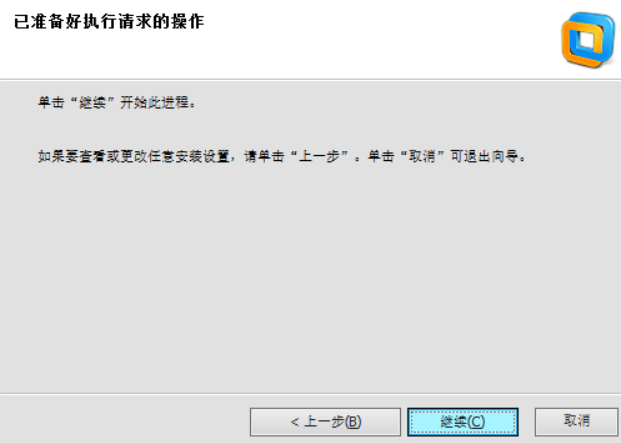 已准备好执行请求的操作
单击“继续”开始此进程。
如果要查看或更改任意安装设置，请单击“上一步”。单击“取消”可退出向导。
< 上一步(B) 继续(C) 取消